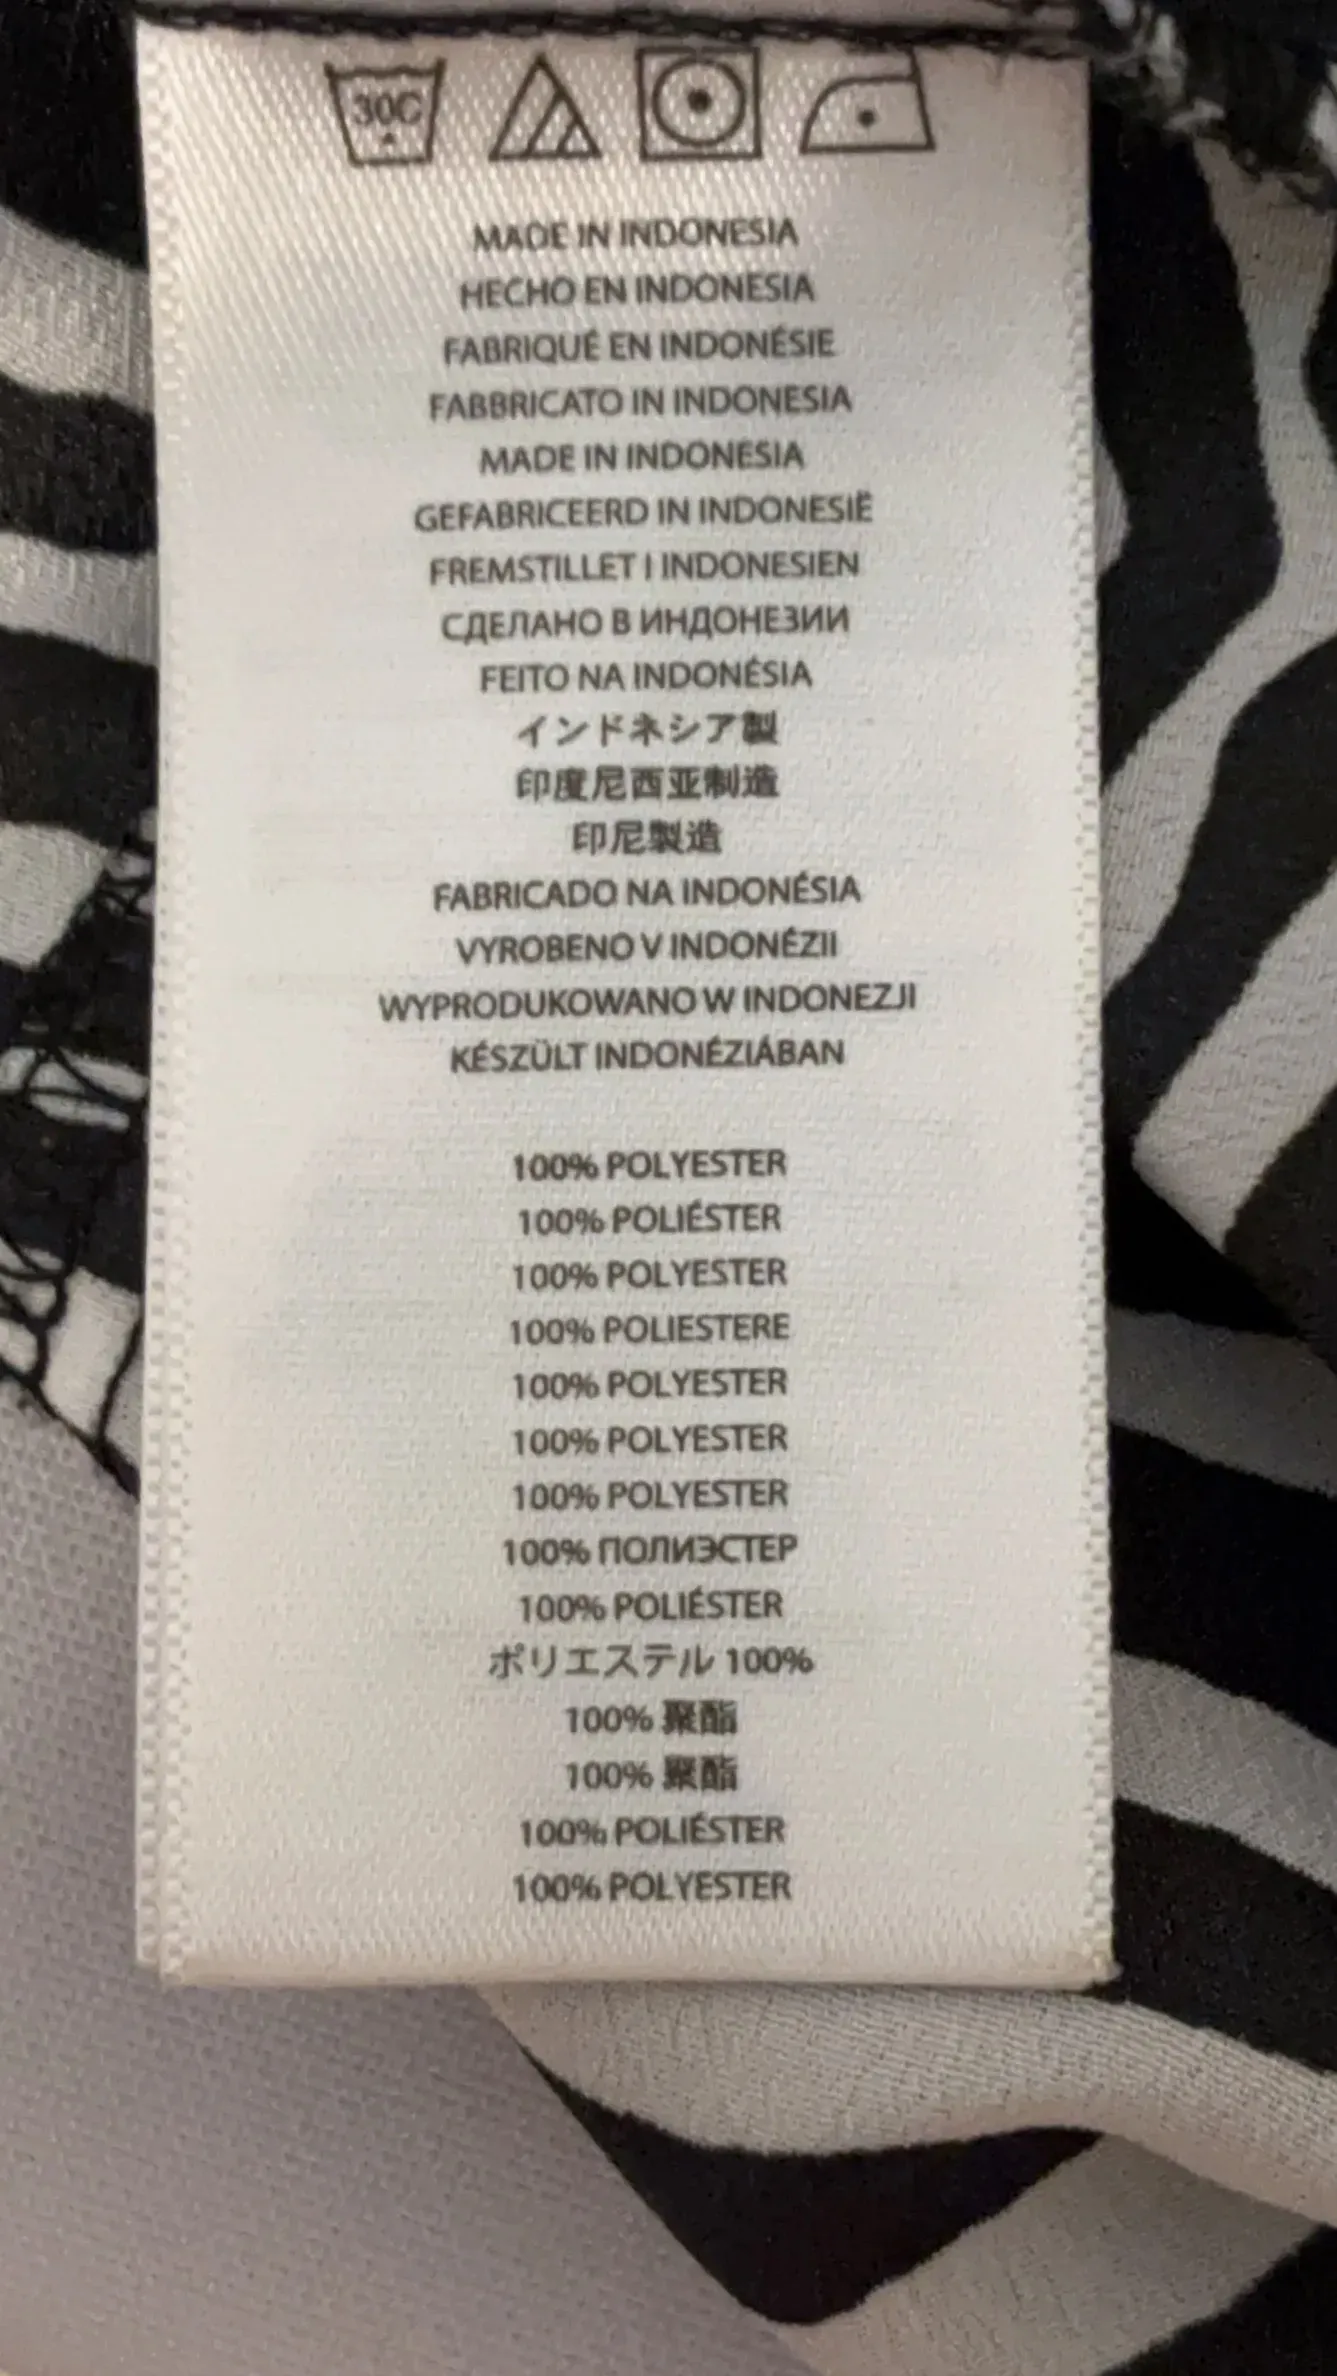 30C
MADE IN INDONESIA
HECHO EN INDONESIA
FABRIQUÉ EN INDONÉSIE
FABBRICATO IN INDONESIA
MADE IN INDONESIA
GEFABRICEERD IN INDONESIË
FREMSTILLET I INDONESIEN
СДЕЛАНО В ИНДОНЕЗИИ
FEITO NA INDONÉSIA
インドネシア製
印度尼西亚制造
印尼製造
FABRICADO NA INDONÉSIA
VYROBENO V INDONÉZII
WYPRODUKOWANO W INDONEZJI
KÉSZÜLT INDONÉZIÁBAN
100% POLYESTER
100% POLIÉSTER
100% POLYESTER
100% POLIESTERE
100% POLYESTER
100% POLYESTER
100% POLYESTER
100% ПОЛИЭСТЕР
100% POLIÉSTER
ポリエステル 100%
100% 聚酯
100% 聚酯
100% POLIÉSTER
100% POLYESTER